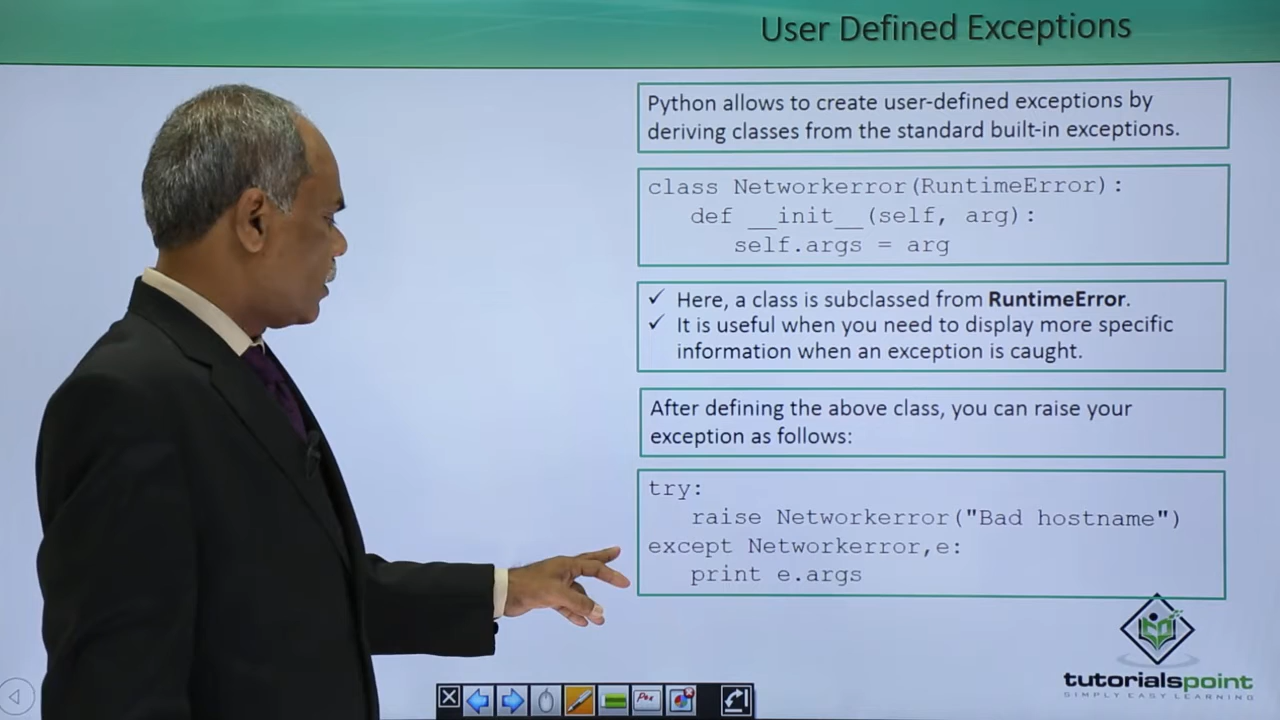 User Defined Exceptions
Python allows to create user-defined exceptions by
deriving classes from the standard built-in exceptions.
class Networkerror(RuntimeError):
def __init__(self, arg):
self.args = arg
✓ Here, a class is subclassed from RuntimeError.
✓ It is useful when you need to display more specific
information when an exception is caught.
After defining the above class, you can raise your
exception as follows:
try:
raise Networkerror("Bad hostname")
except Networkerror,e:
print e.args
tutorialspoint
SIMPLY EASY LEARNING